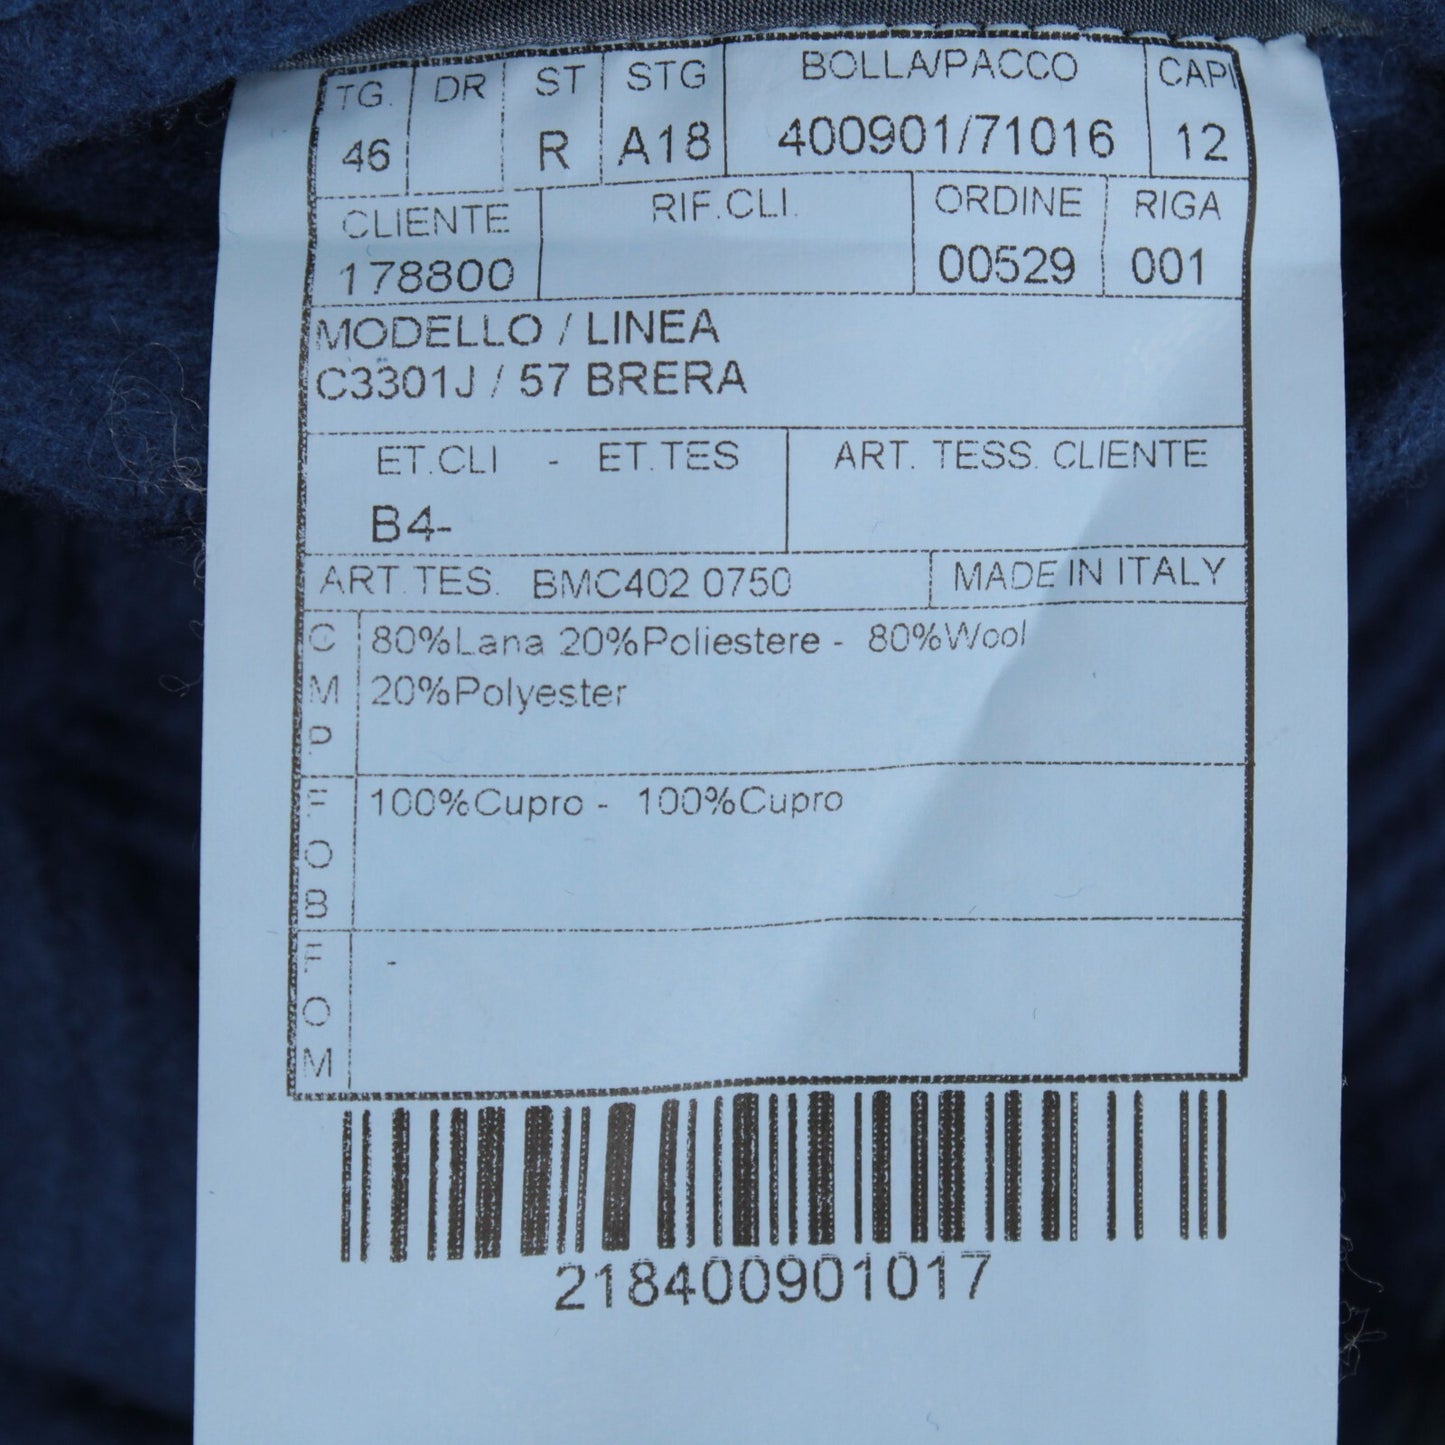 TG. DR ST STG BOLLA/PACCO CAPI
46 R A18 400901/71016 12
CLIENTE RIF.CLI. ORDINE RIGA
178800 00529 001
MODELLO / LINEA
C3301J / 57 BRERA
ET.CLI - ET.TES ART. TESS. CLIENTE
B4-
ART.TES. BMC402 0750 MADE IN ITALY
C 80%Lana 20%Poliestere - 80%Wool
M 20%Polyester
P
F 100%Cupro - 100%Cupro
O
B
F -
O
M
218400901017